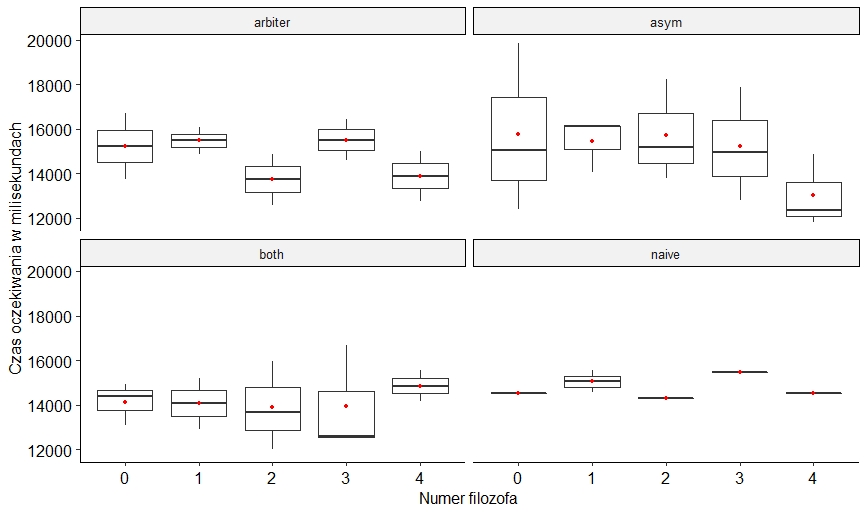 arbiter
asym
20000
18000
16000
14000
12000
both
naive
20000
18000
16000
14000
12000
0 1 2 3 4
0 1 2 3 4
Numer filozofa
Czas oczekiwania w milisekundach